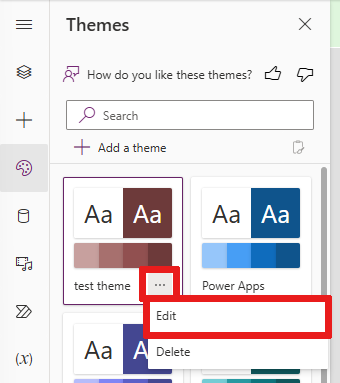 Themes
How do you like these themes?
Search
Add a theme
Aa Aa
Aa Aa
test theme
Power Apps
Edit
Delete
Aa
Aa
(x)